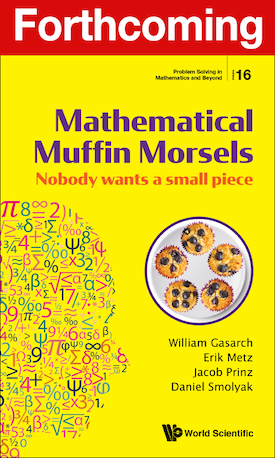 Forthcoming
Problem Solving in
Mathematics and Beyond
16
Mathematical
Muffin Morsels
Nobody wants a small piece
William Gasarch
Erik Metz
Jacob Prinz
Daniel Smolyak
World Scientific